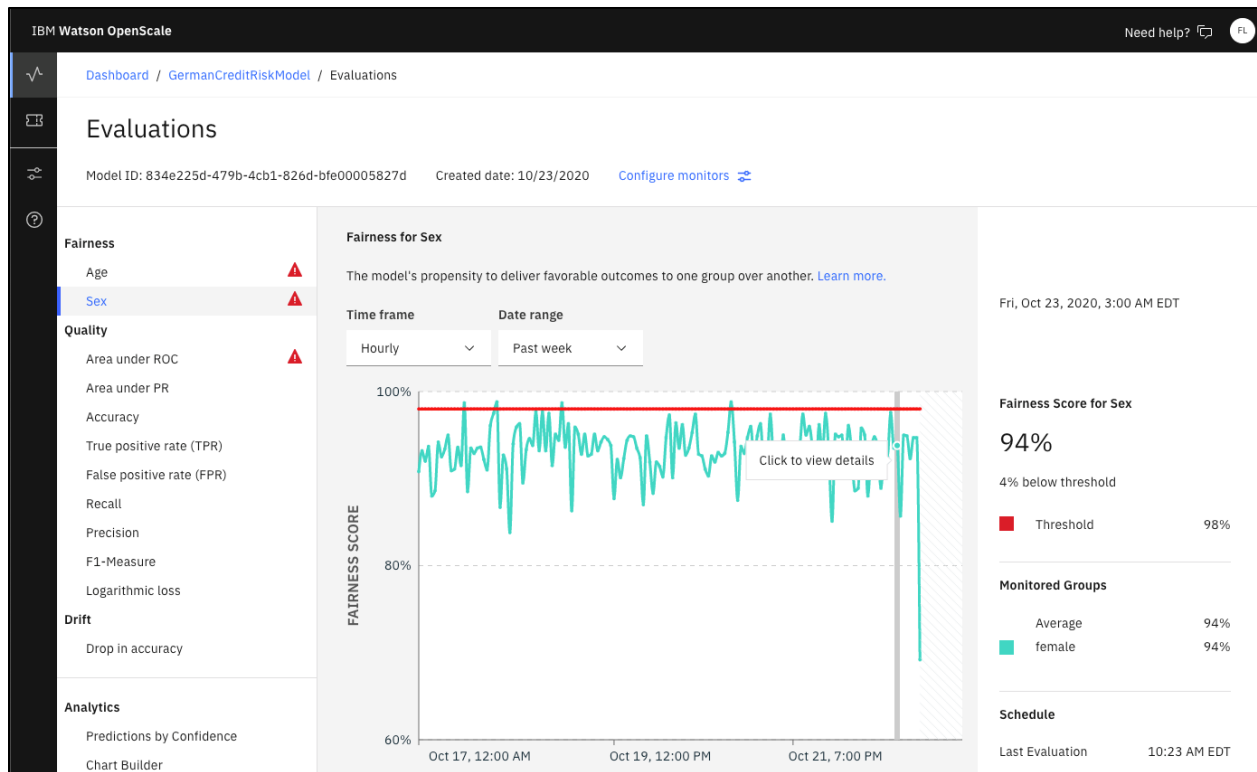 IBM Watson OpenScale
Need help?
FL
Dashboard / GermanCreditRiskModel / Evaluations
Evaluations
Model ID: 834e225d-479b-4cb1-826d-bfe00005827d Created date: 10/23/2020 Configure monitors
Fairness
Age
Sex
Quality
Area under ROC
Area under PR
Accuracy
True positive rate (TPR)
False positive rate (FPR)
Recall
Precision
F1-Measure
Logarithmic loss
Drift
Drop in accuracy
Analytics
Predictions by Confidence
Chart Builder
Fairness for Sex
The model's propensity to deliver favorable outcomes to one group over another. Learn more.
Time frame Date range
Hourly Past week
100%
80%
60%
FAIRNESS SCORE
Click to view details
Oct 17, 12:00 AM Oct 19, 12:00 PM Oct 21, 7:00 PM
Fri, Oct 23, 2020, 3:00 AM EDT
Fairness Score for Sex
94%
4% below threshold
Threshold 98%
Monitored Groups
Average 94%
female 94%
Schedule
Last Evaluation 10:23 AM EDT